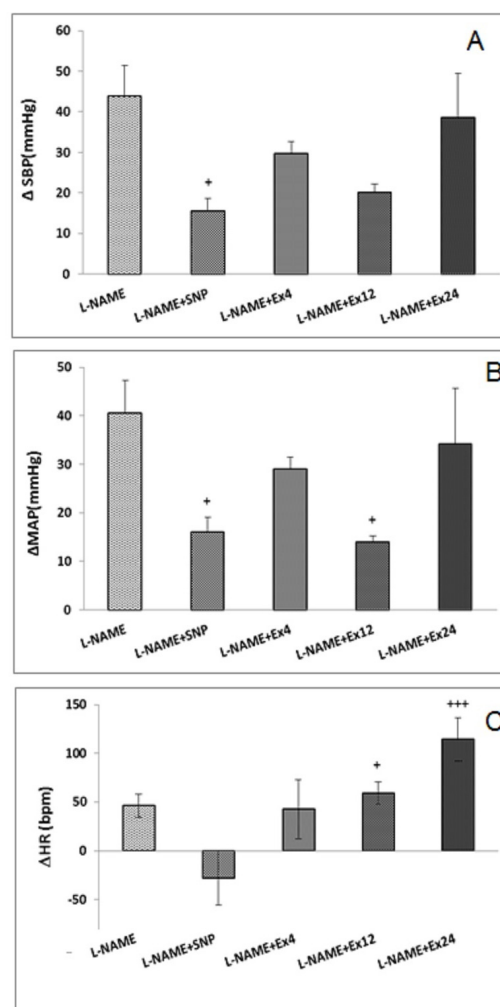 A
Δ SBP(mmHg)
60
50
40
30
20
10
0
+
L-NAME
L-NAME+SNP
L-NAME+Ex4
L-NAME+Ex12
L-NAME+Ex24
B
ΔMAP(mmHg)
50
40
30
20
10
0
+
+
L-NAME
L-NAME+SNP
L-NAME+Ex4
L-NAME+Ex12
L-NAME+Ex24
C
ΔHR (bpm)
150
100
50
0
-50
+
+++
L-NAME
L-NAME+SNP
L-NAME+Ex4
L-NAME+Ex12
L-NAME+Ex24